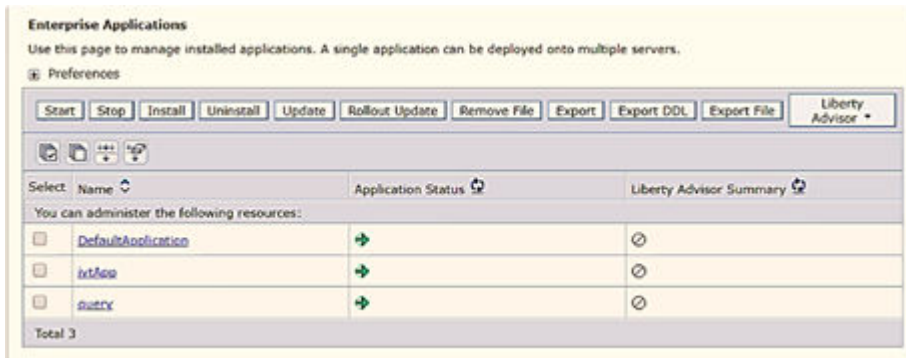 Enterprise Applications
Use this page to manage installed applications. A single application can be deployed onto multiple servers.
Preferences
Start Stop Install Uninstall Update Rollout Update Remove File Export Export DDL Export File Liberty Advisor
Select Name Application Status Liberty Advisor Summary
You can administer the following resources:
DefaultApplication
ivtApp
query
Total 3